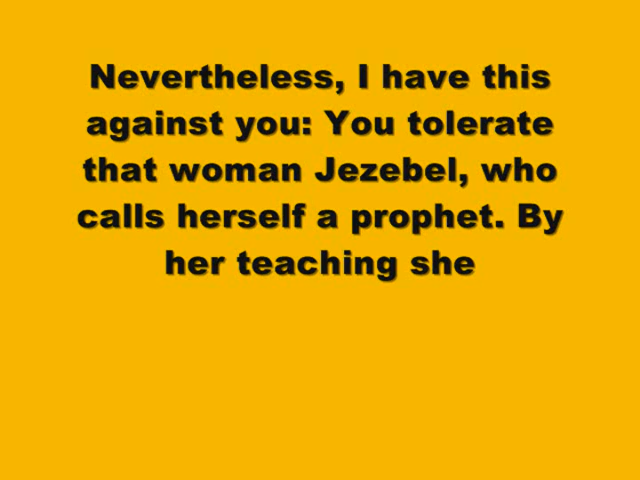 Nevertheless, I have this
against you: You tolerate
that woman Jezebel, who
calls herself a prophet. By
her teaching she